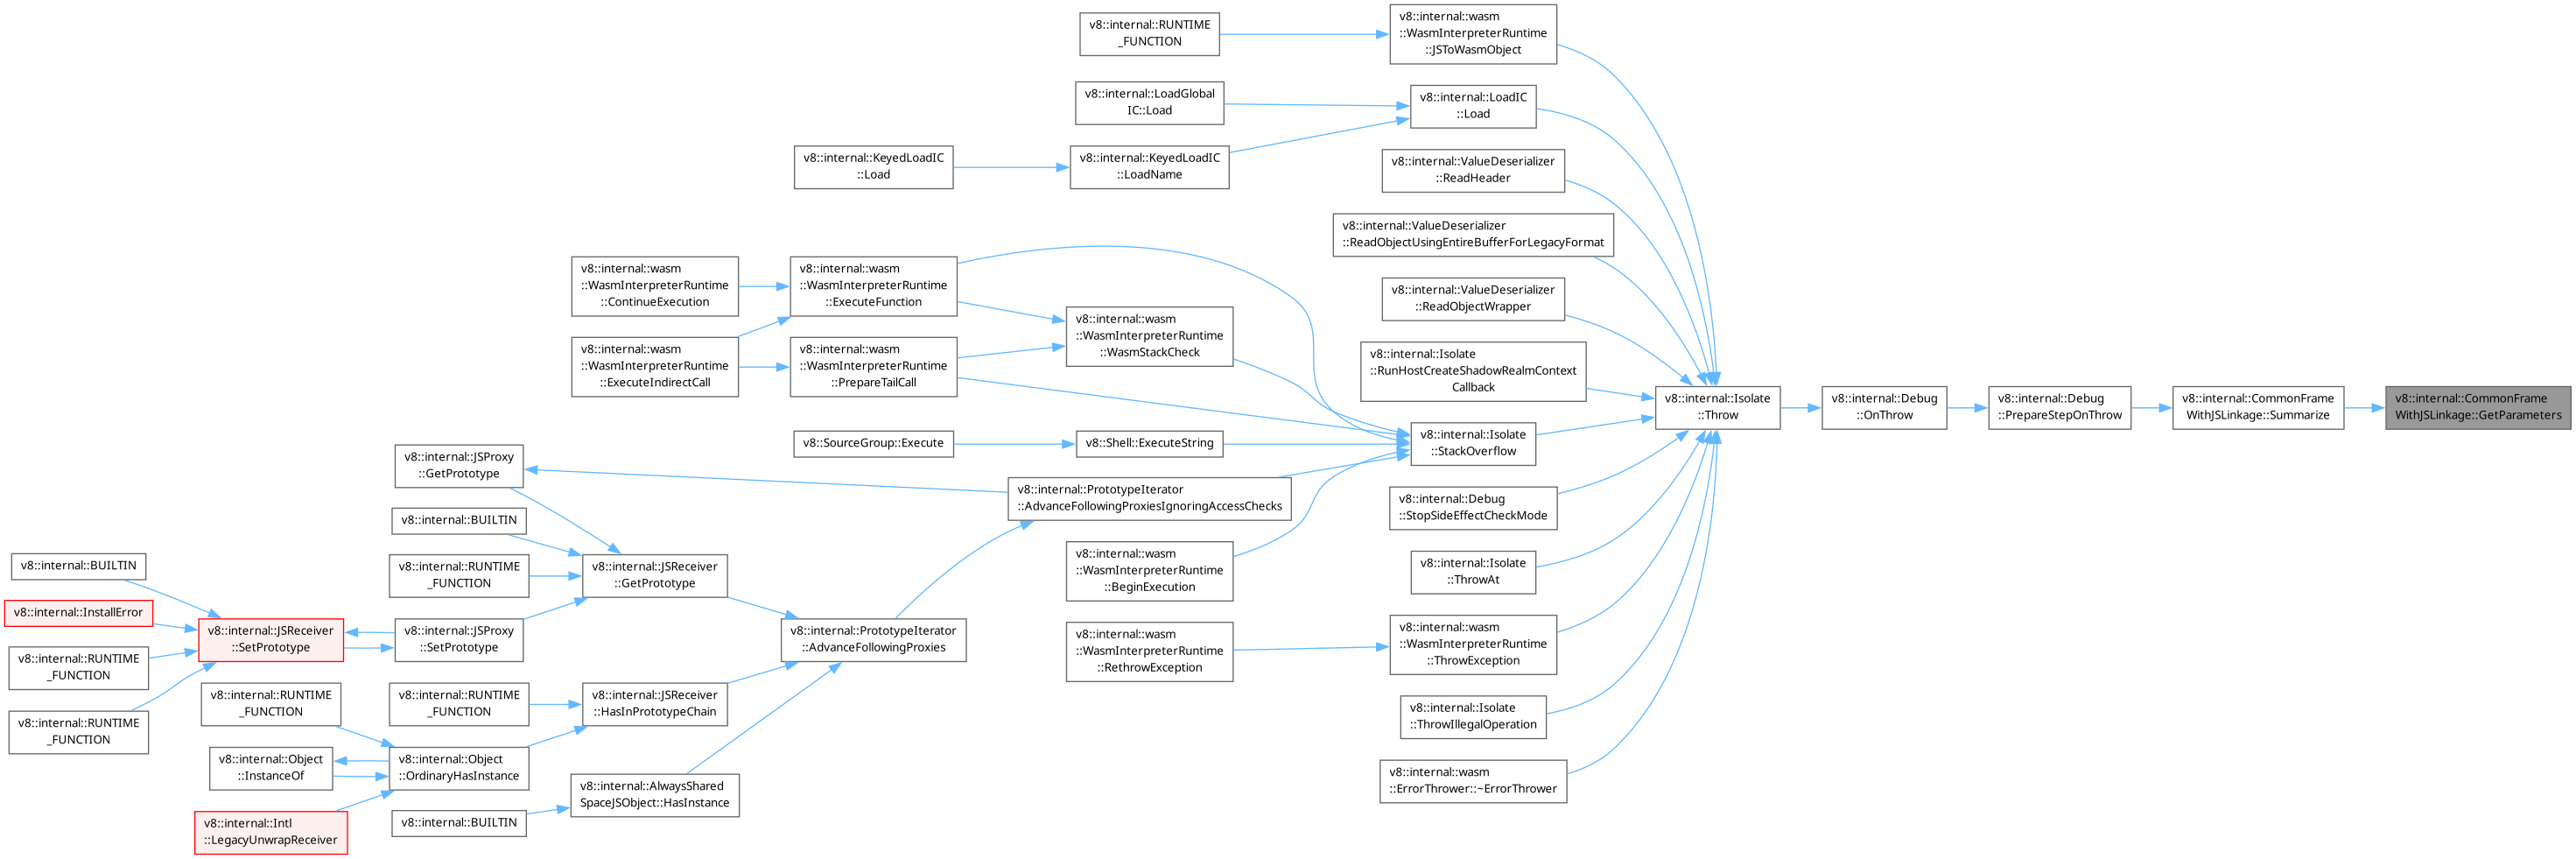 v8::internal::RUNTIME
_FUNCTION
v8::internal::wasm
::WasmInterpreterRuntime
::JSToWasmObject
v8::internal::LoadGlobal
IC::Load
v8::internal::LoadIC
::Load
v8::internal::KeyedLoadIC
::Load
v8::internal::KeyedLoadIC
::LoadName
v8::internal::ValueDeserializer
::ReadHeader
v8::internal::ValueDeserializer
::ReadObjectUsingEntireBufferForLegacyFormat
v8::internal::wasm
::WasmInterpreterRuntime
::ContinueExecution
v8::internal::wasm
::WasmInterpreterRuntime
::ExecuteFunction
v8::internal::ValueDeserializer
::ReadObjectWrapper
v8::internal::wasm
::WasmInterpreterRuntime
::WasmStackCheck
v8::internal::wasm
::WasmInterpreterRuntime
::ExecuteIndirectCall
v8::internal::wasm
::WasmInterpreterRuntime
::PrepareTailCall
v8::internal::Isolate
::RunHostCreateShadowRealmContext
Callback
v8::internal::Isolate
::Throw
v8::internal::Debug
::OnThrow
v8::internal::Debug
::PrepareStepOnThrow
v8::internal::CommonFrame
WithJSLinkage::Summarize
v8::internal::CommonFrame
WithJSLinkage::GetParameters
v8::SourceGroup::Execute
v8::Shell::ExecuteString
v8::internal::Isolate
::StackOverflow
v8::internal::JSProxy
::GetPrototype
v8::internal::PrototypeIterator
::AdvanceFollowingProxiesIgnoringAccessChecks
v8::internal::Debug
::StopSideEffectCheckMode
v8::internal::BUILTIN
v8::internal::BUILTIN
v8::internal::RUNTIME
_FUNCTION
v8::internal::JSReceiver
::GetPrototype
v8::internal::wasm
::WasmInterpreterRuntime
::BeginExecution
v8::internal::Isolate
::ThrowAt
v8::internal::InstallError
v8::internal::JSReceiver
::SetPrototype
v8::internal::JSProxy
::SetPrototype
v8::internal::PrototypeIterator
::AdvanceFollowingProxies
v8::internal::wasm
::WasmInterpreterRuntime
::RethrowException
v8::internal::wasm
::WasmInterpreterRuntime
::ThrowException
v8::internal::RUNTIME
_FUNCTION
v8::internal::RUNTIME
_FUNCTION
v8::internal::RUNTIME
_FUNCTION
v8::internal::RUNTIME
_FUNCTION
v8::internal::JSReceiver
::HasInPrototypeChain
v8::internal::Isolate
::ThrowIllegalOperation
v8::internal::Object
::InstanceOf
v8::internal::Object
::OrdinaryHasInstance
v8::internal::AlwaysShared
SpaceJSObject::HasInstance
v8::internal::wasm
::ErrorThrower::~ErrorThrower
v8::internal::Intl
::LegacyUnwrapReceiver
v8::internal::BUILTIN